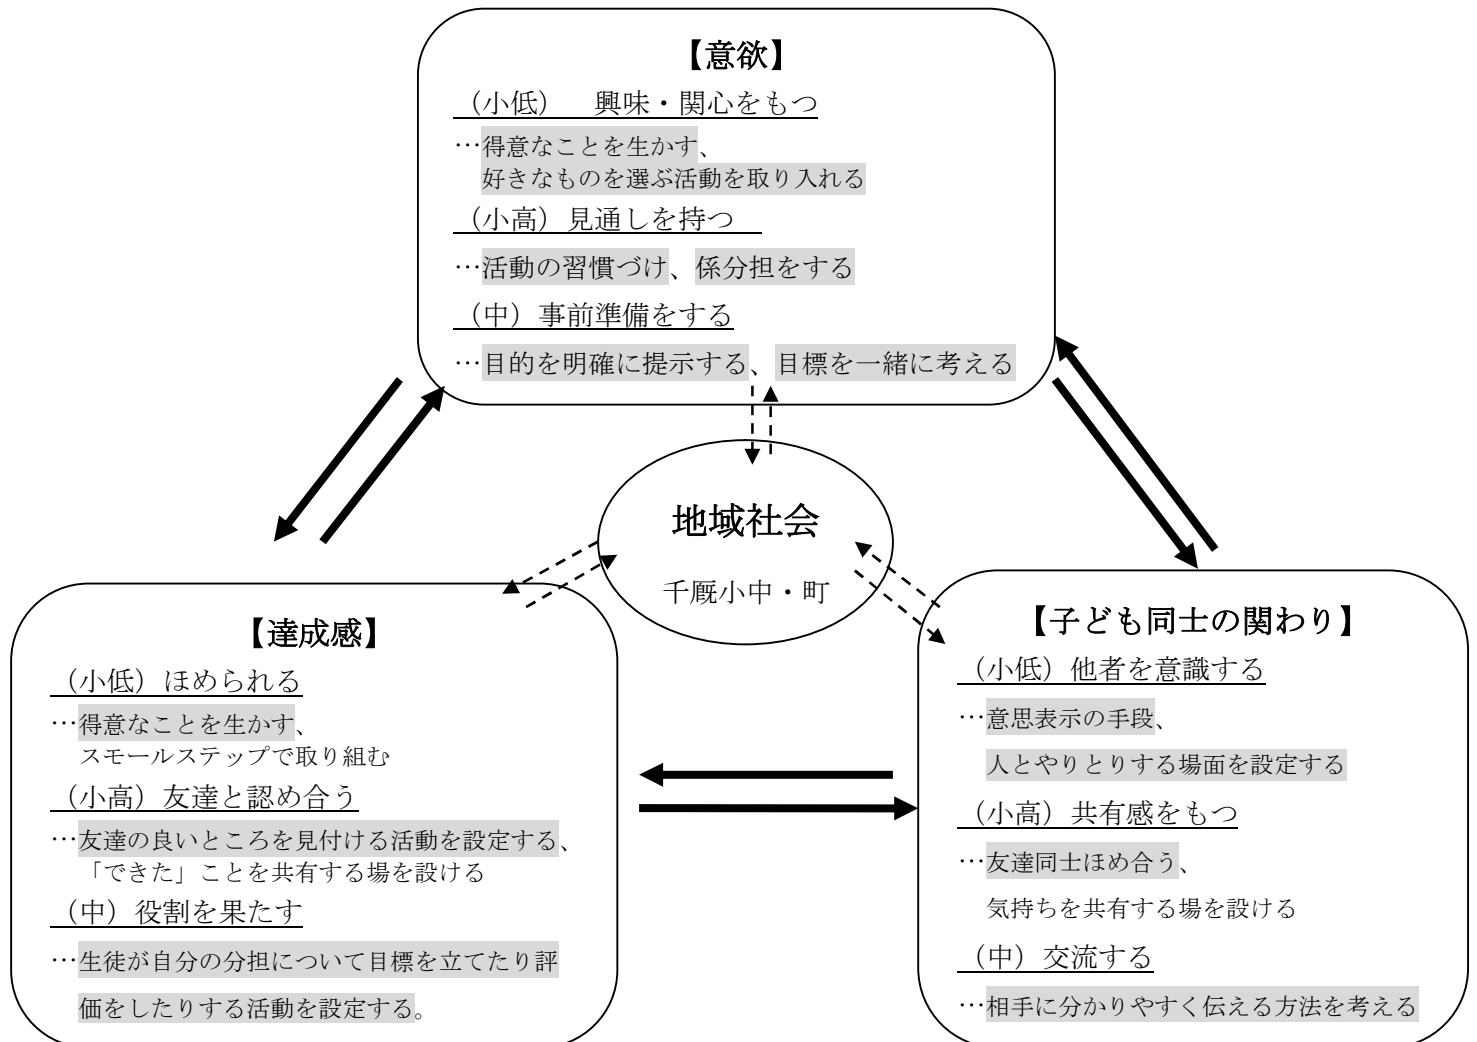 【意欲】
（小低）　興味・関心をもつ
…得意なことを生かす、
好きなものを選ぶ活動を取り入れる
（小高）見通しを持つ
…活動の習慣づけ、係分担をする
（中）事前準備をする
…目的を明確に提示する、目標を一緒に考える
地域社会
千厩小中・町
【達成感】
（小低）ほめられる
…得意なことを生かす、
スモールステップで取り組む
（小高）友達と認め合う
…友達の良いところを見付ける活動を設定する、
「できた」ことを共有する場を設ける
（中）役割を果たす
…生徒が自分の分担について目標を立てたり評
価をしたりする活動を設定する。
【子ども同士の関わり】
（小低）他者を意識する
…意思表示の手段、
人とやりとりする場面を設定する
（小高）共有感をもつ
…友達同士ほめ合う、
気持ちを共有する場を設ける
（中）交流する
…相手に分かりやすく伝える方法を考える